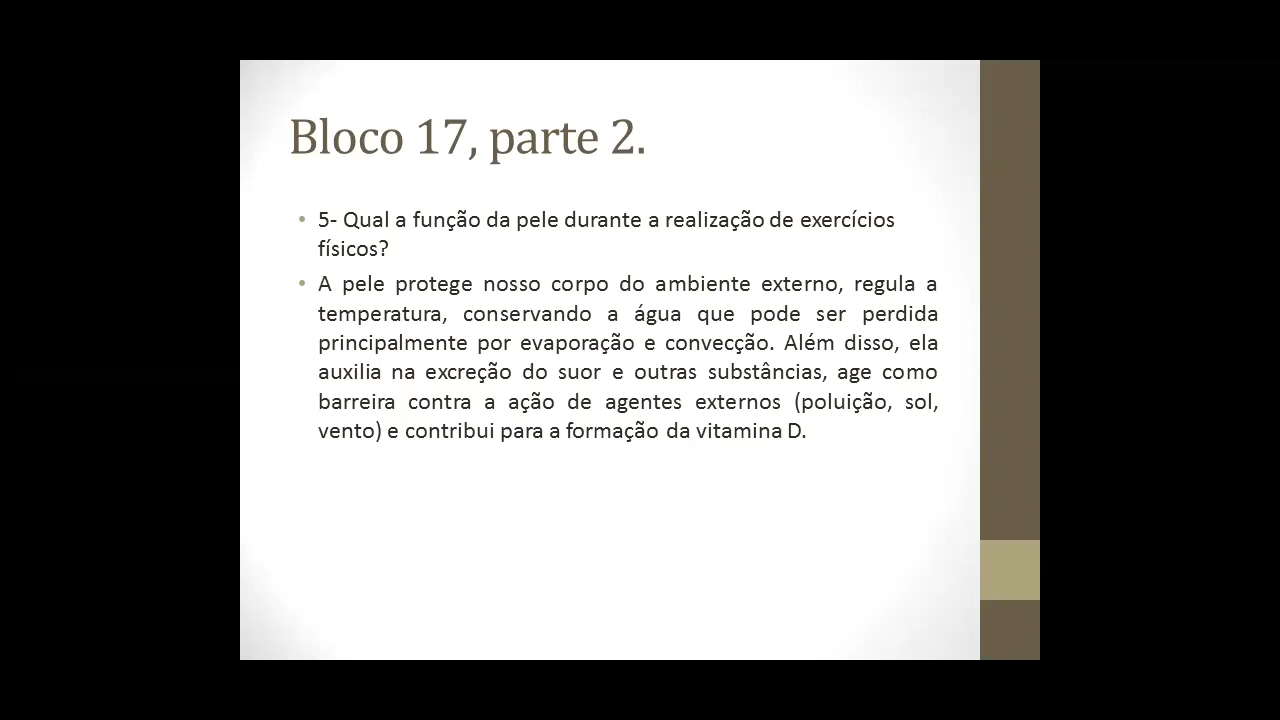 Bloco 17, parte 2.
• 5- Qual a função da pele durante a realização de exercícios
físicos?
• A pele protege nosso corpo do ambiente externo, regula a
temperatura, conservando a água que pode ser perdida
principalmente por evaporação e convecção. Além disso, ela
auxilia na excreção do suor e outras substâncias, age como
barreira contra a ação de agentes externos (poluição, sol,
vento) e contribui para a formação da vitamina D.